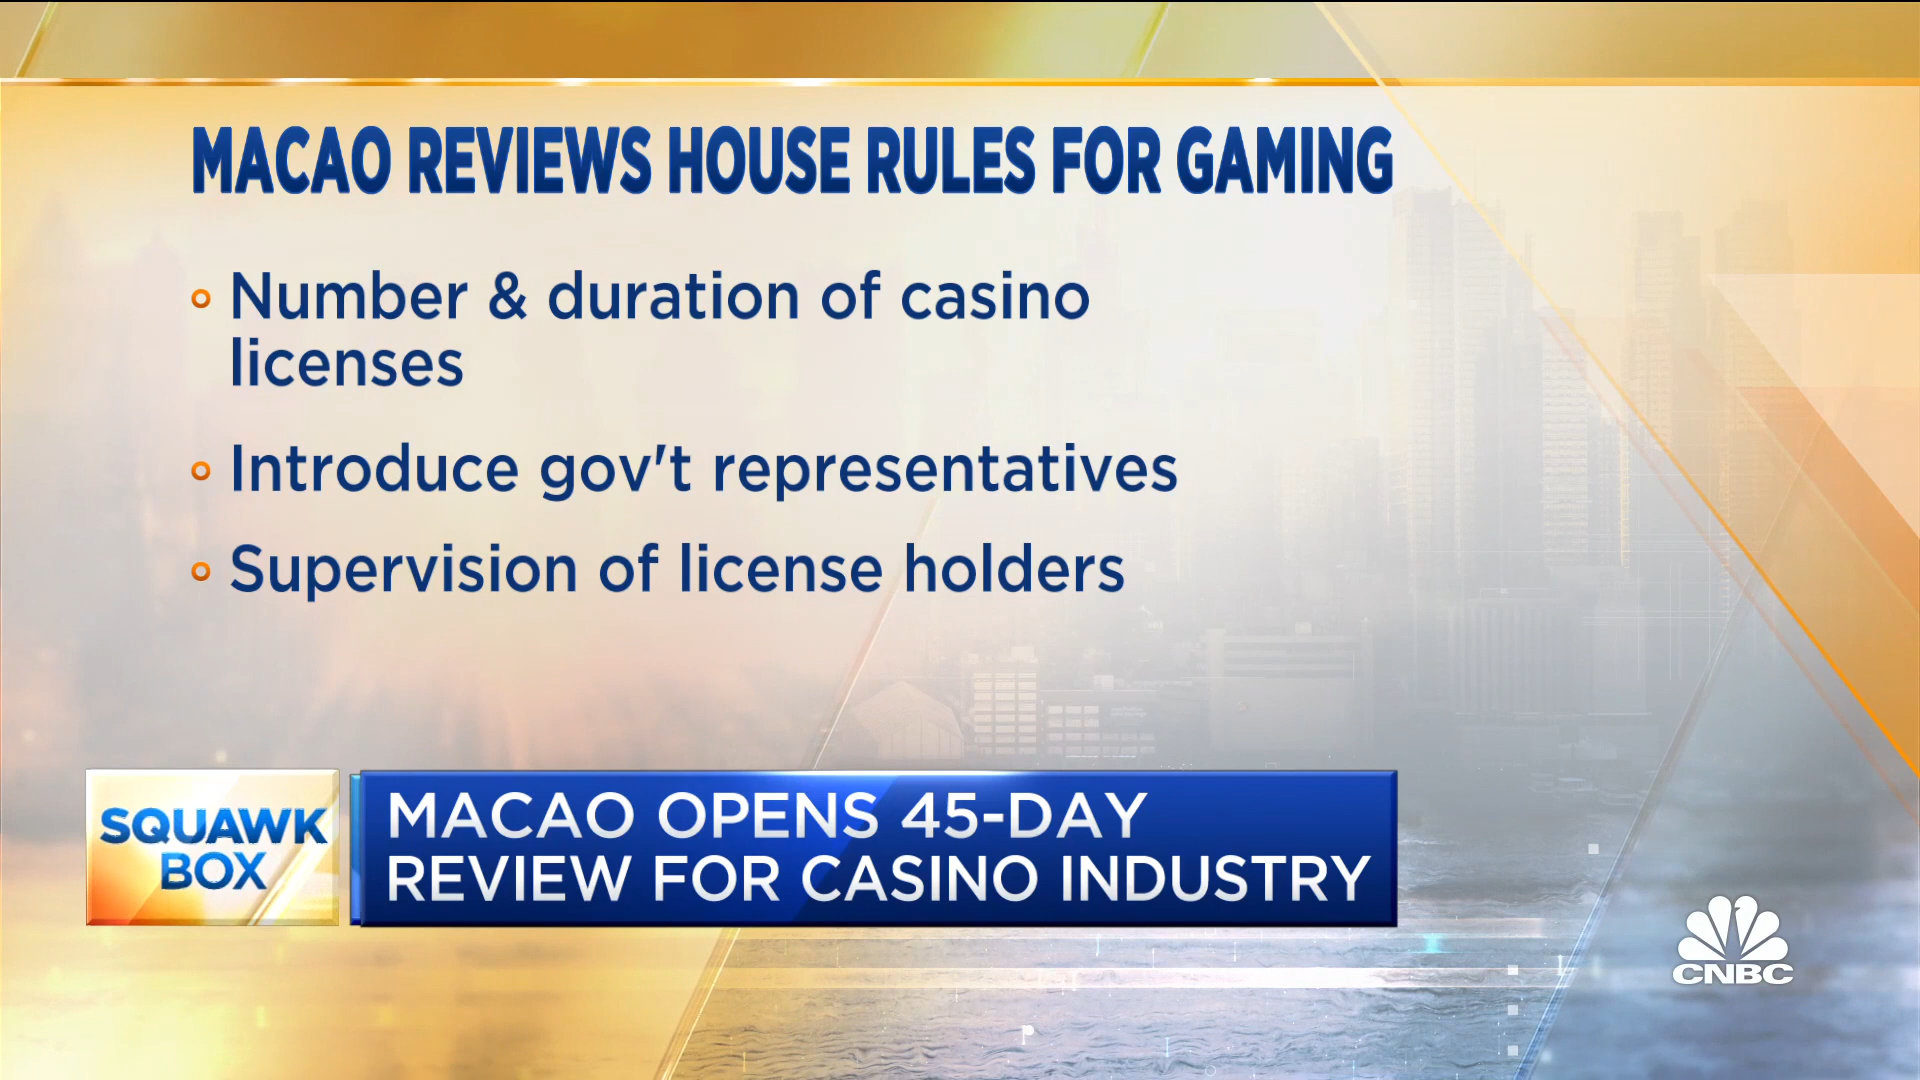 MACAO REVIEWS HOUSE RULES FOR GAMING
Number & duration of casino
licenses
Introduce gov't representatives
Supervision of license holders
SQUAWK
BOX
MACAO OPENS 45-DAY
REVIEW FOR CASINO INDUSTRY
CNBC